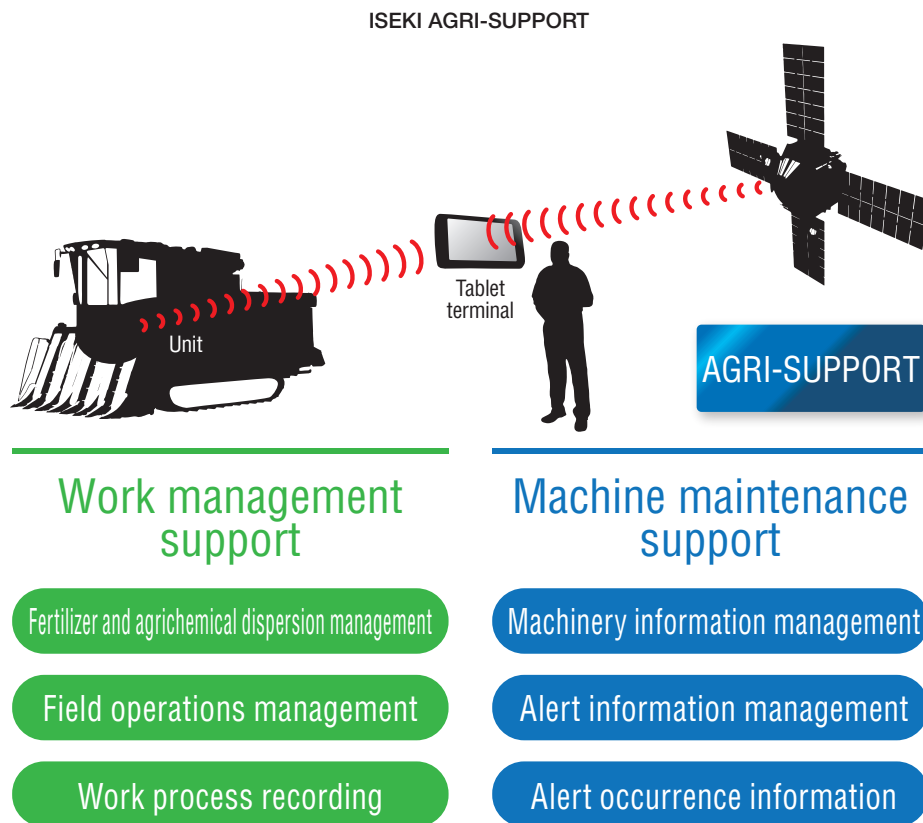 ISEKI AGRI-SUPPORT
Tablet
terminal
Unit
AGRI-SUPPORT
Work management
support
Fertilizer and agrichemical dispersion management
Field operations management
Work process recording
Machine maintenance
support
Machinery information management
Alert information management
Alert occurrence information